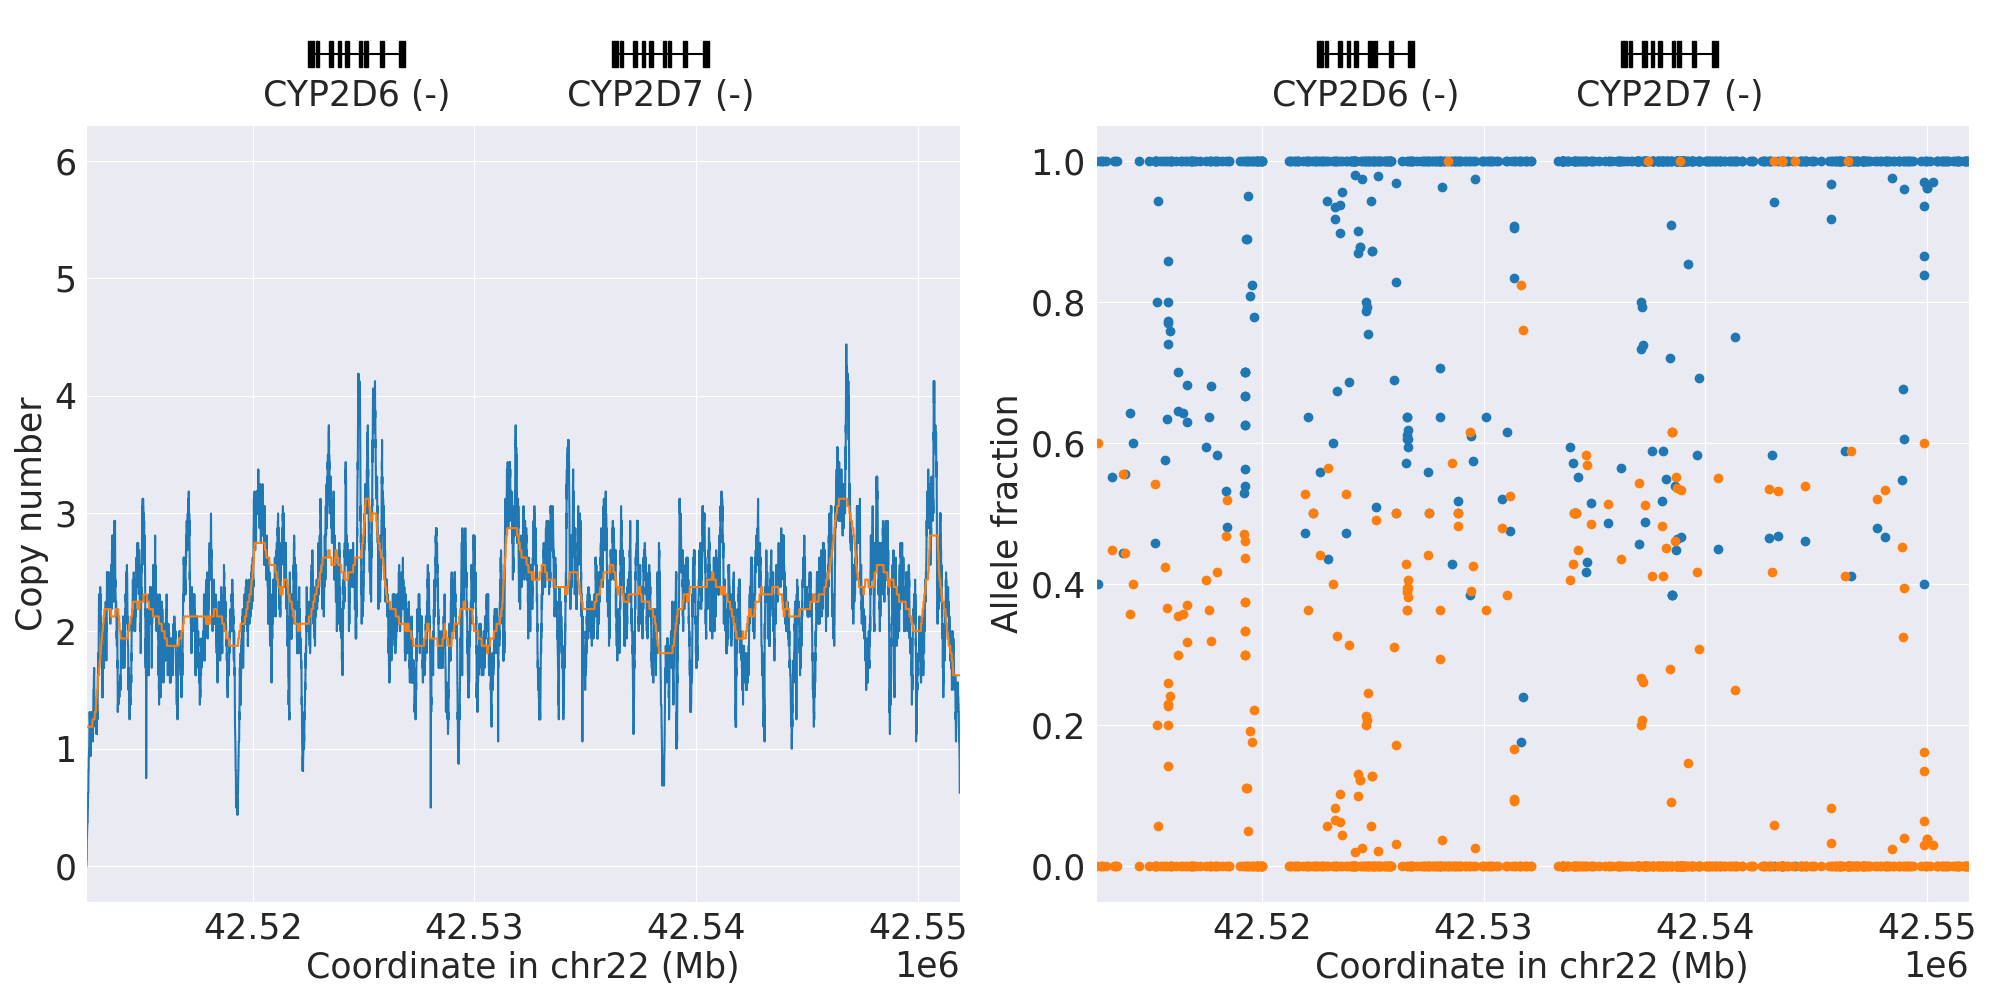 CYP2D6 (-) CYP2D7 (-)
6
5
4
3
2
1
0
Copy number
42.52 42.53 42.54 42.55
Coordinate in chr22 (Mb)
1e6
CYP2D6 (-) CYP2D7 (-)
1.0
0.8
0.6
0.4
0.2
0.0
Allele fraction
42.52 42.53 42.54 42.55
Coordinate in chr22 (Mb)
1e6